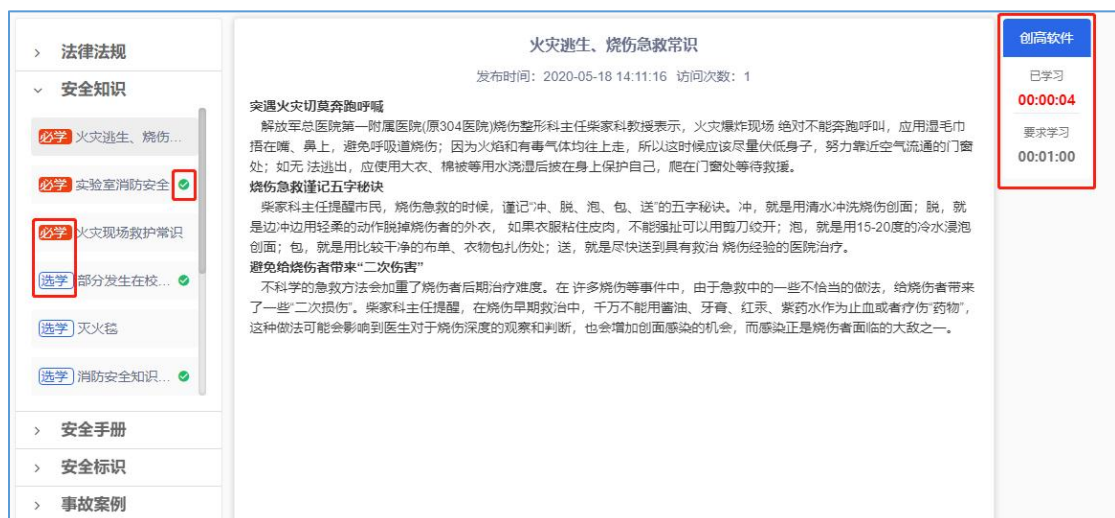 法律法规
安全知识
必学 火灾逃生、烧伤...
必学 实验室消防安全
必学 火灾现场救护常识
选学 部分发生在校...
选学 灭火毯
选学 消防安全知识...
安全手册
安全标识
事故案例
火灾逃生、烧伤急救常识
发布时间：2020-05-18 14:11:16 访问次数：1
突遇火灾切莫奔跑呼喊
解放军总医院第一附属医院(原304医院)烧伤整形科主任柴家科教授表示，火灾爆炸现场 绝对不能奔跑呼叫，应用湿毛巾
捂在嘴、鼻上，避免呼吸道烧伤；因为火焰和有毒气体均往上走，所以这时候应该尽量伏低身子，努力靠近空气流通的门窗
处；如无 法逃出，应使用大衣、棉被等用水浇湿后披在身上保护自己，爬在门窗处等待救援。
烧伤急救谨记五字秘诀
柴家科主任提醒市民，烧伤急救的时候，谨记“冲、脱、泡、包、送”的五字秘诀。冲，就是用清水冲洗烧伤创面；脱，就
是边冲边用轻柔的动作脱掉烧伤者的外衣， 如果衣服粘住皮肉，不能强扯可以用剪刀绞开；泡，就是用15-20度的冷水浸泡
创面；包，就是用比较干净的布单、衣物包扎伤处；送，就是尽快送到具有救治 烧伤经验的医院治疗。
避免给烧伤者带来“二次伤害”
不科学的急救方法会加重了烧伤者后期治疗难度。在 许多烧伤等事件中，由于急救中的一些不恰当的做法，给烧伤者带来
了一些“二次损伤”。柴家科主任提醒，在烧伤早期救治中，千万不能用酱油、牙膏、红汞、紫药水作为止血或者疗伤“药物”，
这种做法可能会影响到医生对于烧伤深度的观察和判断，也会增加创面感染的机会，而感染正是烧伤者面临的大敌之一。
创高软件
已学习
00:00:04
要求学习
00:01:00